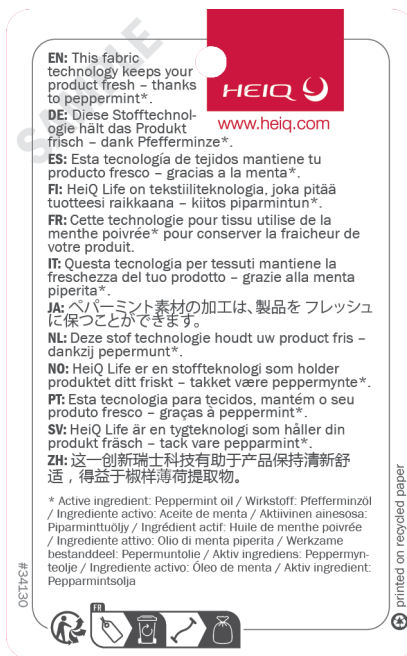 SAMPLE
HEIQ
www.heiq.com
EN: This fabric
technology keeps your
product fresh – thanks
to peppermint*.
DE: Diese Stofftechnol-
ogie hält das Produkt
frisch – dank Pfefferminze*.
ES: Esta tecnología de tejidos mantiene tu
producto fresco – gracias a la menta*.
FI: HeiQ Life on tekstiiliteknologia, joka pitää
tuotteesi raikkaana – kiitos piparmintun*.
FR: Cette technologie pour tissu utilise de la
menthe poivrée* pour conserver la fraicheur de
votre produit.
IT: Questa tecnologia per tessuti mantiene la
freschezza del tuo prodotto – grazie alla menta
piperita*.
JA: ペパーミント素材の加工は、製品を フレッシュ
に保つことができます。
NL: Deze stof technologie houdt uw product fris –
dankzij pepermunt*.
NO: HeiQ Life er en stoffteknologi som holder
produktet ditt friskt – takket være peppermynte*.
PT: Esta tecnologia para tecidos, mantém o seu
produto fresco – graças à peppermint*.
SV: HeiQ Life är en tygteknologi som håller din
produkt fräsch – tack vare pepparmint*.
ZH: 这一创新瑞士科技有助于产品保持清新舒
适，得益于椒样薄荷提取物。
* Active ingredient: Peppermint oil / Wirkstoff: Pfefferminzöl
/ Ingrediente activo: Aceite de menta / Aktiivinen ainesosa:
Piparminttuöljy / Ingrédient actif: Huile de menthe poivrée
/ Ingrediente attivo: Olio di menta piperita / Werkzame
bestanddeel: Pepermuntolie / Aktiv ingrediens: Peppermyn-
teolje / Ingrediente activo: Óleo de menta / Aktiv ingredient:
Pepparmintsolja
#34130
printed on recycled paper
FR